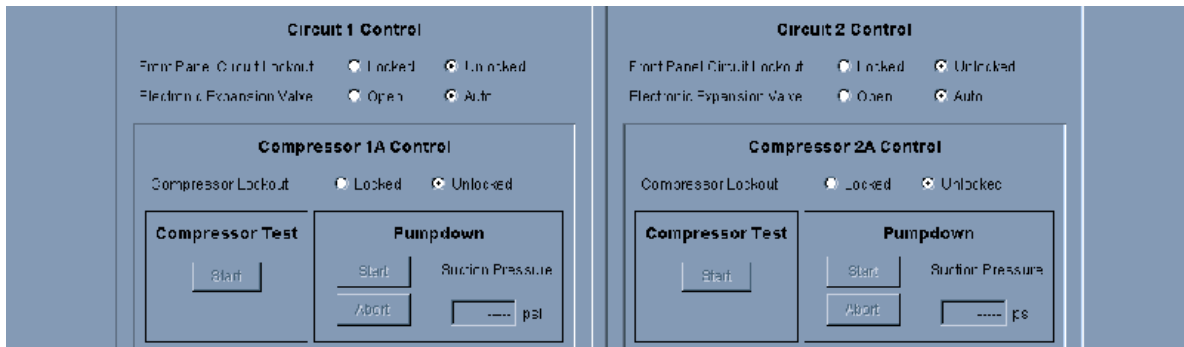 Circuit 1 Control
Front Panel Circuit Lockout Locked Unlocked
Electronic Expansion Valve Open Auto
Compressor 1A Control
Compressor Lockout Locked Unlocked
Compressor Test
Start
Pumpdown
Start Suction Pressure
Abort ----- psi
Circuit 2 Control
Front Panel Circuit Lockout Locked Unlocked
Electronic Expansion Valve Open Auto
Compressor 2A Control
Compressor Lockout Locked Unlocked
Compressor Test
Start
Pumpdown
Start Suction Pressure
Abort ----- ps